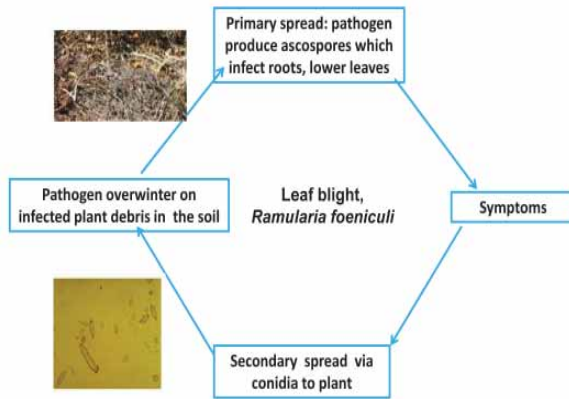 Primary spread: pathogen
produce ascospores which
infect roots, lower leaves
Pathogen overwinter on
infected plant debris in the soil
Leaf blight,
Ramularia foeniculi
Symptoms
Secondary spread via
conidia to plant